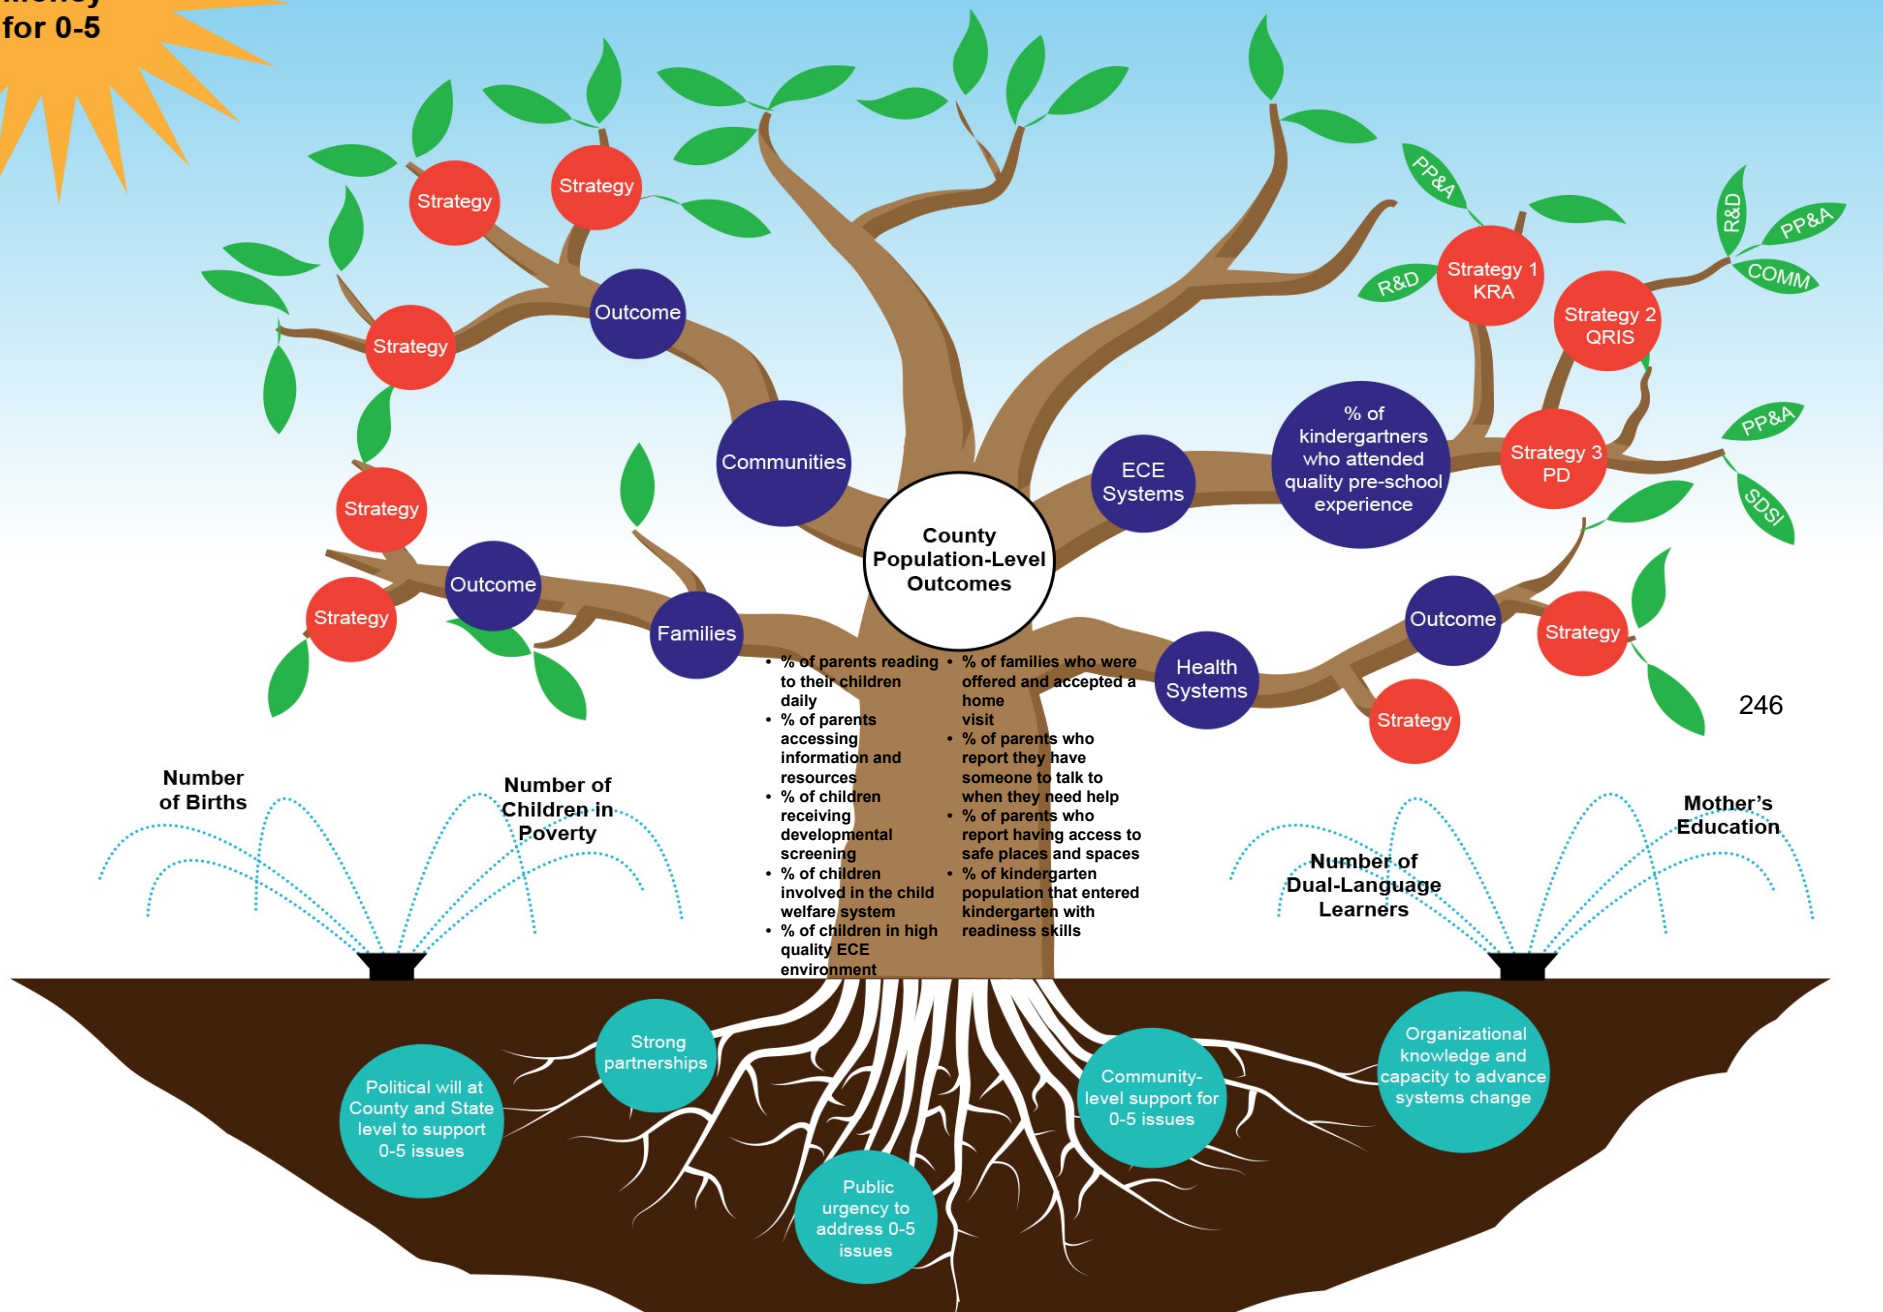 Money
for 0-5
Strategy
Strategy
Outcome
Strategy
Communities
Strategy
Outcome
Strategy
Families
County
Population-Level
Outcomes
ECE
Systems
% of
kindergartners
who attended
quality pre-school
experience
PP&A
R&D
Strategy 1
KRA
Strategy 2
QRIS
R&D
PP&A
COMM
Strategy 3
PD
PP&A
SDSI
Health
Systems
Outcome
Strategy
Strategy
246
• % of parents reading
to their children
daily
• % of parents
accessing
information and
resources
• % of children
receiving
developmental
screening
• % of children
involved in the child
welfare system
• % of children in high
quality ECE
environment
• % of families who were
offered and accepted a
home
visit
• % of parents who
report they have
someone to talk to
when they need help
• % of parents who
report having access to
safe places and spaces
• % of kindergarten
population that entered
kindergarten with
readiness skills
Number
of Births
Number of
Children in
Poverty
Number of
Dual-Language
Learners
Mother's
Education
Political will at
County and State
level to support
0-5 issues
Strong
partnerships
Public
urgency to
address 0-5
issues
Community-
level support for
0-5 issues
Organizational
knowledge and
capacity to advance
systems change